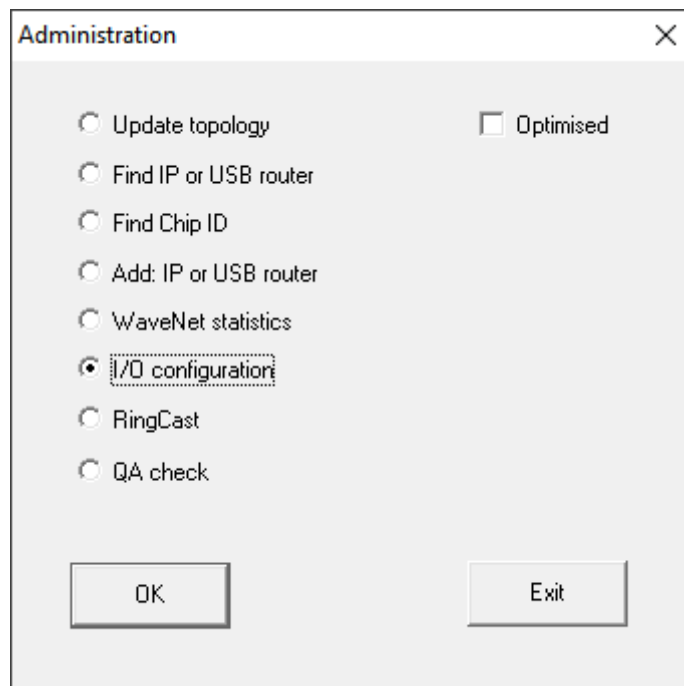 Administration
Update topology
Optimised
Find IP or USB router
Find Chip ID
Add: IP or USB router
WaveNet statistics
I/O configuration
RingCast
QA check
OK
Exit